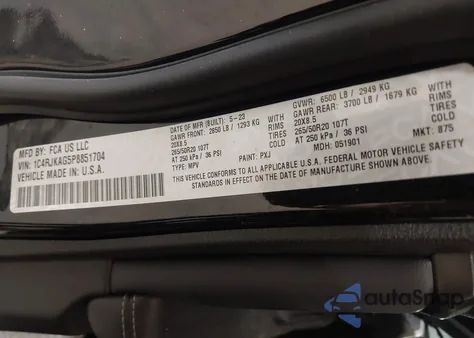 MFD BY: FCA US LLC
VIN: 1C4RJKAG5P8851704
VEHICLE MADE IN: U.S.A.
DATE OF MFR (BUILT): 5-23
GAWR FRONT: 2850 LB / 1293 KG
20X8.5
265/50R20 107T
AT 250 kPa / 36 PSI
TYPE: MPV
PAINT: PXJ
GVWR: 6500 LB / 2949 KG
GAWR REAR: 3700 LB / 1679 KG
20X8.5 WITH RIMS
265/50R20 107T TIRES
AT 250 kPa / 36 PSI COLD
MDH: 051901 MKT: 875
THIS VEHICLE CONFORMS TO ALL APPLICABLE U.S.A. FEDERAL MOTOR VEHICLE SAFETY
STANDARDS IN EFFECT ON THE DATE OF MANUFACTURE SHOWN ABOVE.
autoSnap